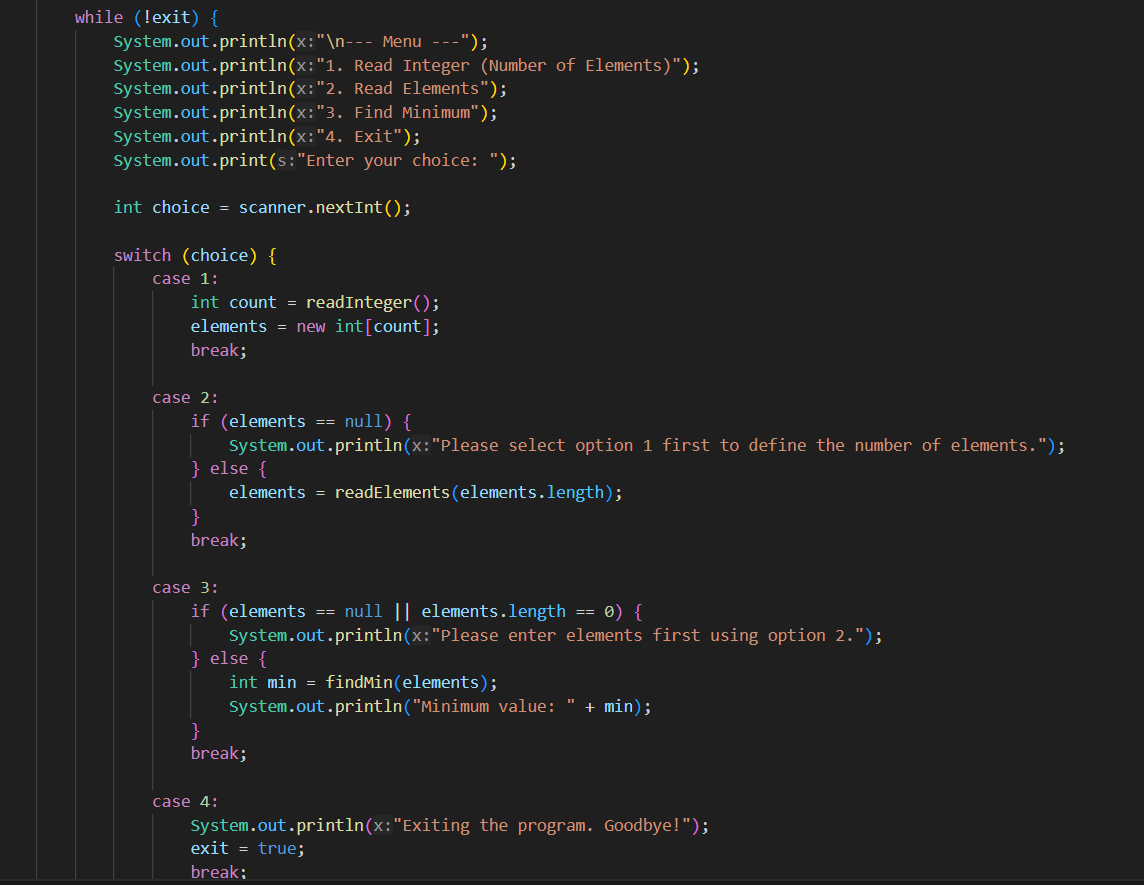 while (!exit) {
System.out.println(x:"\n--- Menu ---");
System.out.println(x:"1. Read Integer (Number of Elements)");
System.out.println(x:"2. Read Elements");
System.out.println(x:"3. Find Minimum");
System.out.println(x:"4. Exit");
System.out.print(s:"Enter your choice: ");
int choice = scanner.nextInt();
switch (choice) {
case 1:
int count = readInteger();
elements = new int[count];
break;
case 2:
if (elements == null) {
System.out.println(x:"Please select option 1 first to define the number of elements.");
} else {
elements = readElements(elements.length);
}
break;
case 3:
if (elements == null || elements.length == 0) {
System.out.println(x:"Please enter elements first using option 2.");
} else {
int min = findMin(elements);
System.out.println("Minimum value: " + min);
}
break;
case 4:
System.out.println(x:"Exiting the program. Goodbye!");
exit = true;
break;